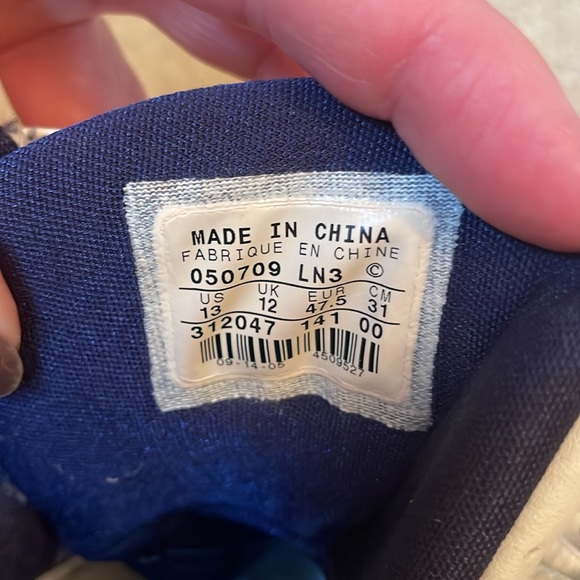 MADE IN CHINA
FABRIQUE EN CHINE
050709 LN3 ©
US UK EUR CM
13 12 47.5 31
312047 141 00
09-14-05 4509527